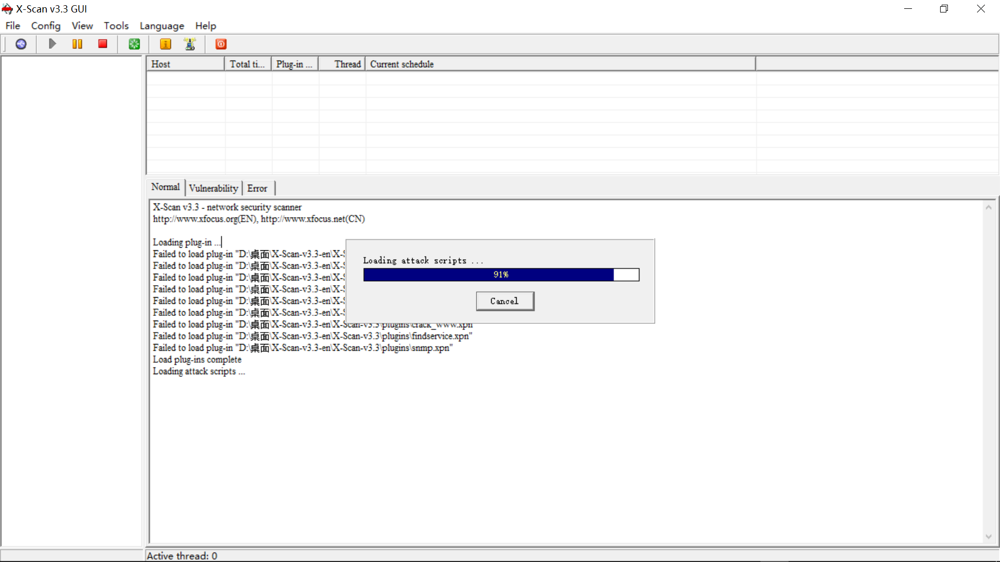 X-Scan v3.3 GUI
File Config View Tools Language Help
Host Total ti... Plug-in ... Thread Current schedule
Normal Vulnerability Error
X-Scan v3.3 - network security scanner
http://www.xfocus.org(EN), http://www.xfocus.net(CN)
Loading plug-in ...
Failed to load plug-in "D:\桌面\X-Scan-v3.3-en\X-S
Failed to load plug-in "D:\桌面\X-Scan-v3.3-en\X-S
Failed to load plug-in "D:\桌面\X-Scan-v3.3-en\X-S
Failed to load plug-in "D:\桌面\X-Scan-v3.3-en\X-S
Failed to load plug-in "D:\桌面\X-Scan-v3.3-en\X-S
Failed to load plug-in "D:\桌面\X-Scan-v3.3-en\X-S
Failed to load plug-in "D:\桌面\X-Scan-v3.3-en\X-Scan-v3.3\plugins\crack_www.xpn"
Failed to load plug-in "D:\桌面\X-Scan-v3.3-en\X-Scan-v3.3\plugins\findservice.xpn"
Failed to load plug-in "D:\桌面\X-Scan-v3.3-en\X-Scan-v3.3\plugins\snmp.xpn"
Load plug-ins complete
Loading attack scripts ...
Loading attack scripts ...
91%
Cancel
Active thread: 0